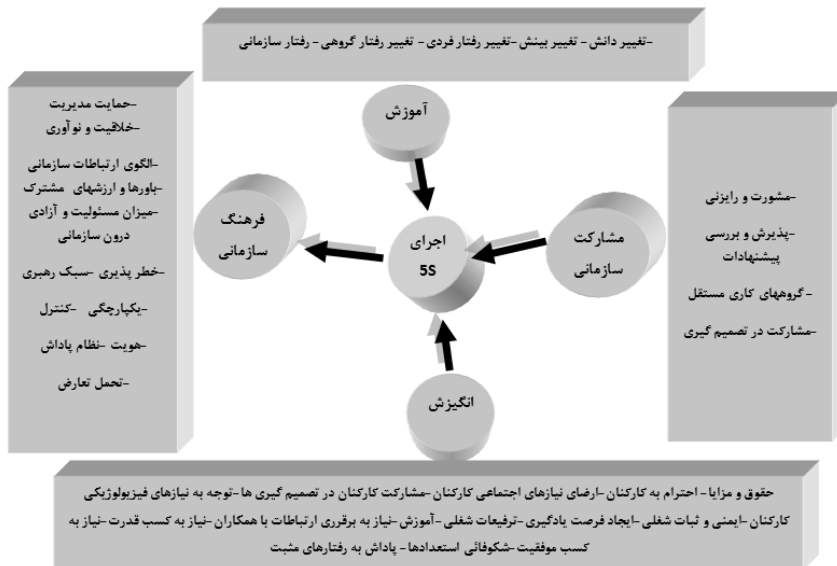 -تغییر دانش- تغییر بینش-تغییر رفتار فردی- تغییر رفتار گروهی- رفتار سازمانی
آموزش
-حمایت مدیریت
-خلاقیت و نوآوری
-الگوی ارتباطات سازمانی
-باورها و ارزشهای مشترک
-میزان مسئولیت و آزادی
درون سازمانی
-خطر پذیری -سبک رهبری
-یکپارچگی -کنترل
-هویت -نظام پاداش
-تحمل تعارض
فرهنگ
سازمانی
اجرای
5S
مشارکت
سازمانی
-مشورت و رایزنی
-پذیرش و بررسی
پیشنهادات
-گروههای کاری مستقل
-مشارکت در تصمیم گیری
انگیزش
حقوق و مزایا- احترام به کارکنان -ارضای نیازهای اجتماعی کارکنان -مشارکت کارکنان در تصمیم گیری ها -توجه به نیازهای فیزیولوژیکی
کارکنان -ایمنی و ثبات شغلی -ایجاد فرصت یادگیری -ترفیعات شغلی -آموزش -نیاز به برقرری ارتباطات با همکاران -نیاز به کسب قدرت -نیاز به
کسب موفقیت -شکوفائی استعدادها- پاداش به رفتارهای مثبت